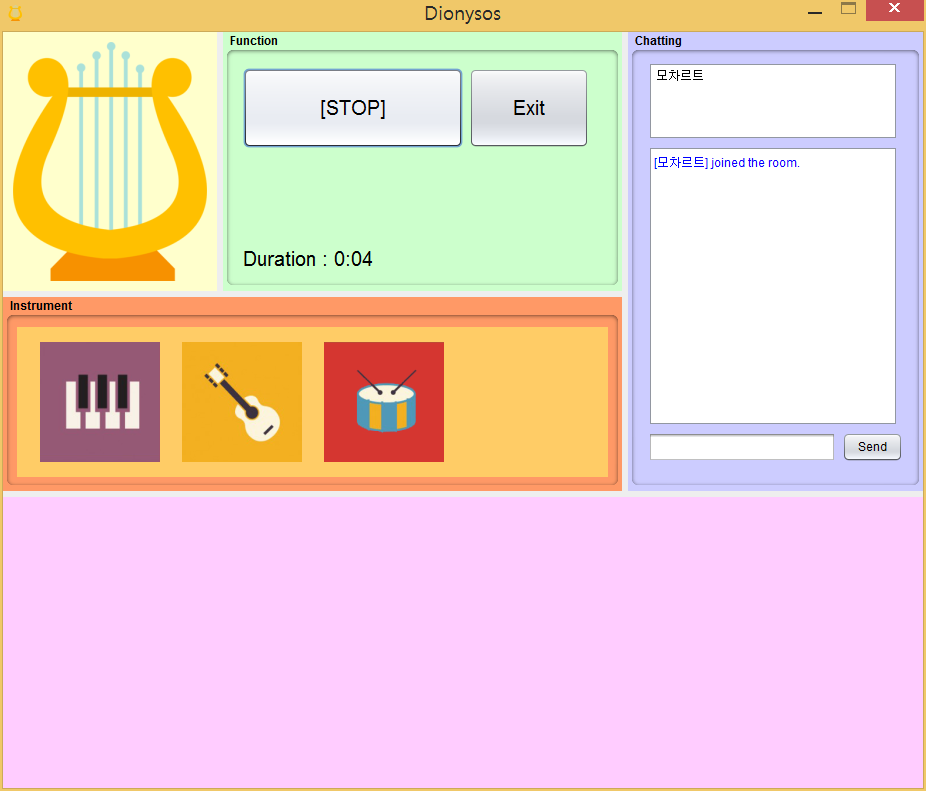 Dionysos
Function
[STOP]
Exit
Duration : 0:04
Instrument
Chatting
모차르트
[모차르트] joined the room.
Send